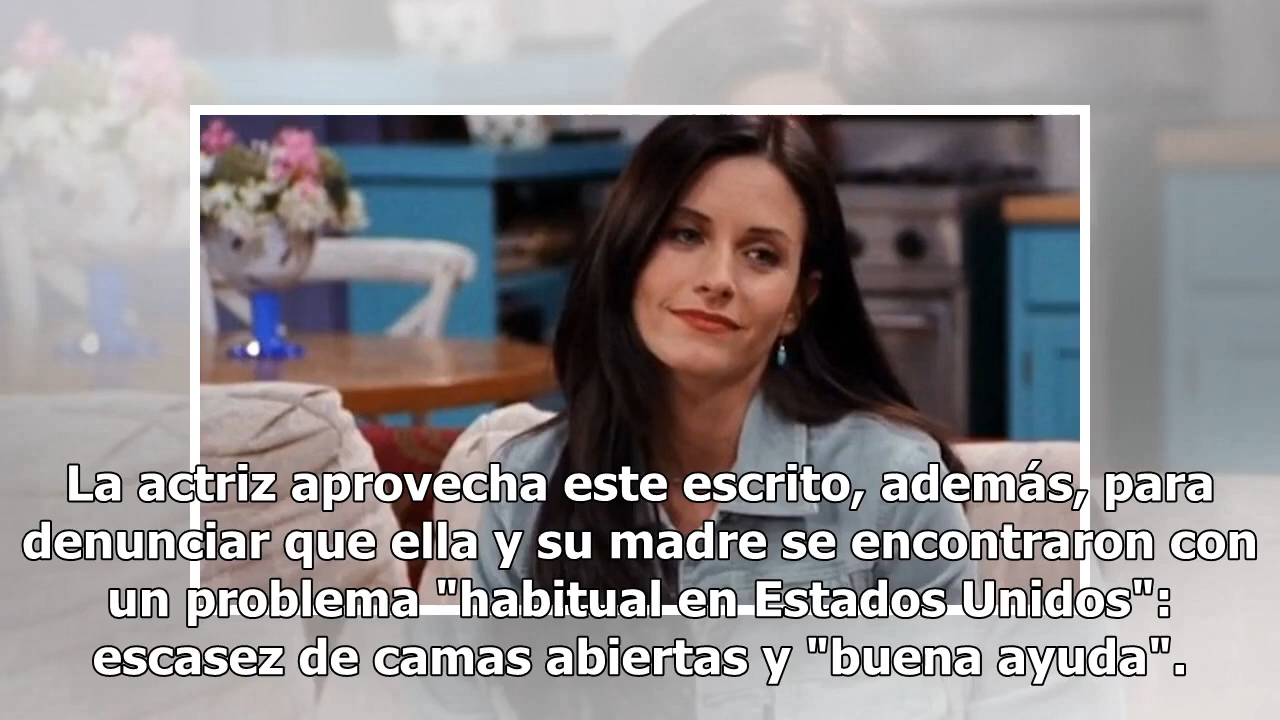 La actriz aprovecha este escrito, además, para
denunciar que ella y su madre se encontraron con
un problema "habitual en Estados Unidos":
escasez de camas abiertas y "buena ayuda".